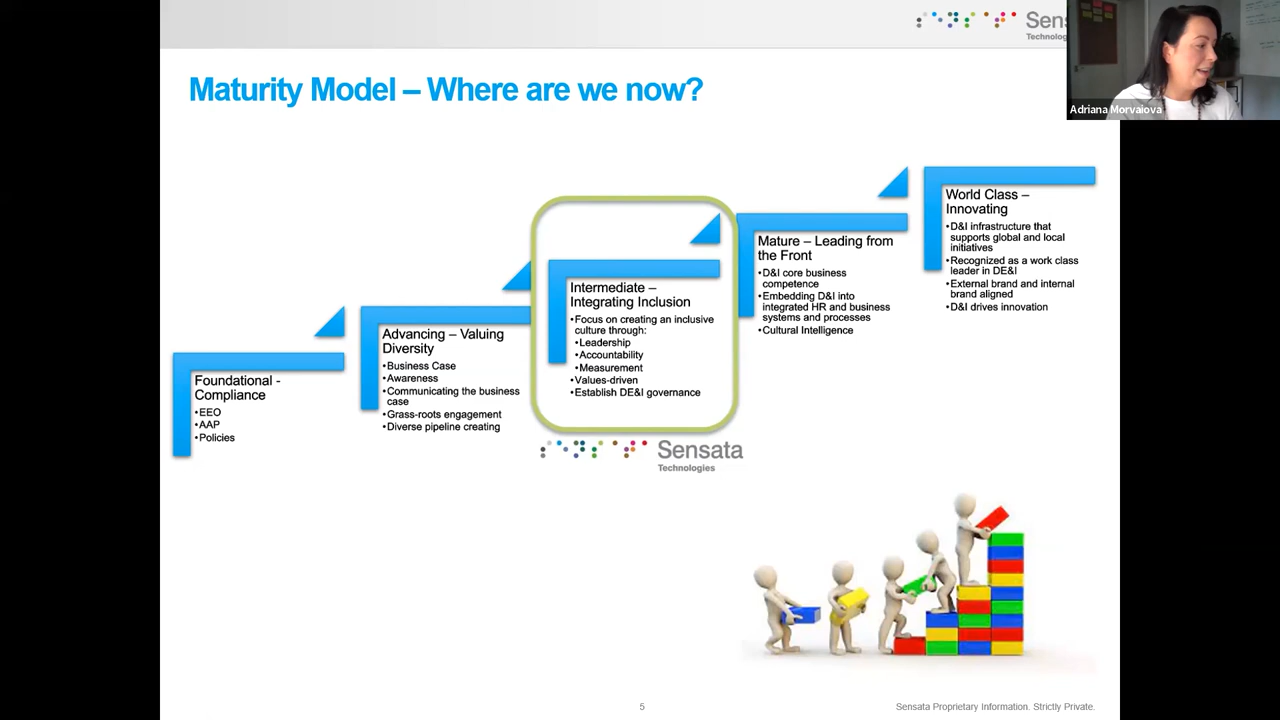 Sens
Technolog
Adriana Morvaiova
Maturity Model – Where are we now?
Foundational -
Compliance
•EEO
•AAP
•Policies
Advancing – Valuing
Diversity
•Business Case
•Awareness
•Communicating the business
case
•Grass-roots engagement
•Diverse pipeline creating
Intermediate –
Integrating Inclusion
•Focus on creating an inclusive
culture through:
•Leadership
•Accountability
•Measurement
•Values-driven
•Establish DE&I governance
Sensata
Technologies
Mature – Leading from
the Front
•D&I core business
competence
•Embedding D&I into
integrated HR and business
systems and processes
•Cultural Intelligence
World Class –
Innovating
•D&I infrastructure that
supports global and local
initiatives
•Recognized as a work class
leader in DE&I
•External brand and internal
brand aligned
•D&I drives innovation
5
Sensata Proprietary Information. Strictly Private.